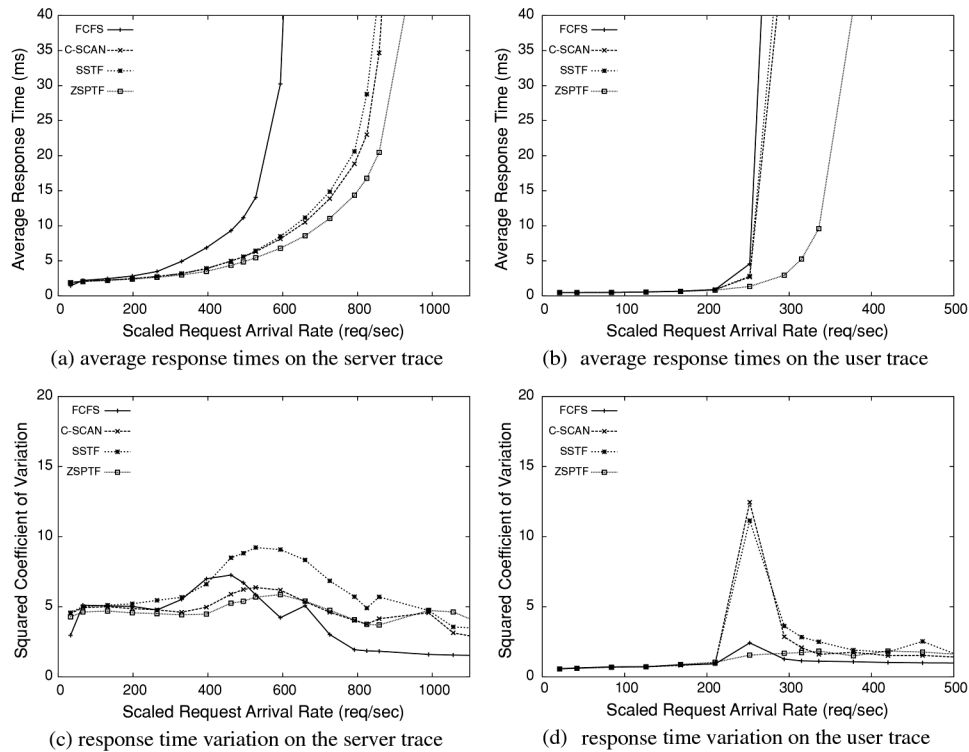 Average Response Time (ms)
40
35
30
25
20
15
10
5
0
FCFS
C-SCAN
SSTF
ZSPTF
0 200 400 600 800 1000
Scaled Request Arrival Rate (req/sec)
(a) average response times on the server trace
Average Response Time (ms)
40
35
30
25
20
15
10
5
0
FCFS
C-SCAN
SSTF
ZSPTF
0 100 200 300 400 500
Scaled Request Arrival Rate (req/sec)
(b) average response times on the user trace
Squared Coefficient of Variation
20
15
10
5
0
FCFS
C-SCAN
SSTF
ZSPTF
0 200 400 600 800 1000
Scaled Request Arrival Rate (req/sec)
(c) response time variation on the server trace
Squared Coefficient of Variation
20
15
10
5
0
FCFS
C-SCAN
SSTF
ZSPTF
0 100 200 300 400 500
Scaled Request Arrival Rate (req/sec)
(d) response time variation on the user trace